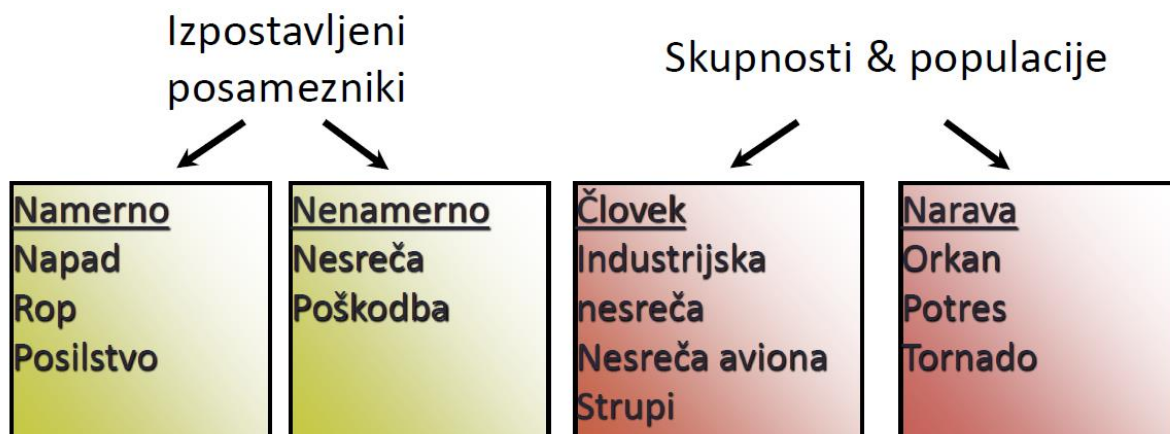 Izpostavljeni
posamezniki
Skupnosti & populacije
Namerno
Napad
Rop
Posilstvo
Nenamerno
Nesreča
Poškodba
Človek
Industrijska
nesreča
Nesreča aviona
Strupi
Narava
Orkan
Potres
Tornado